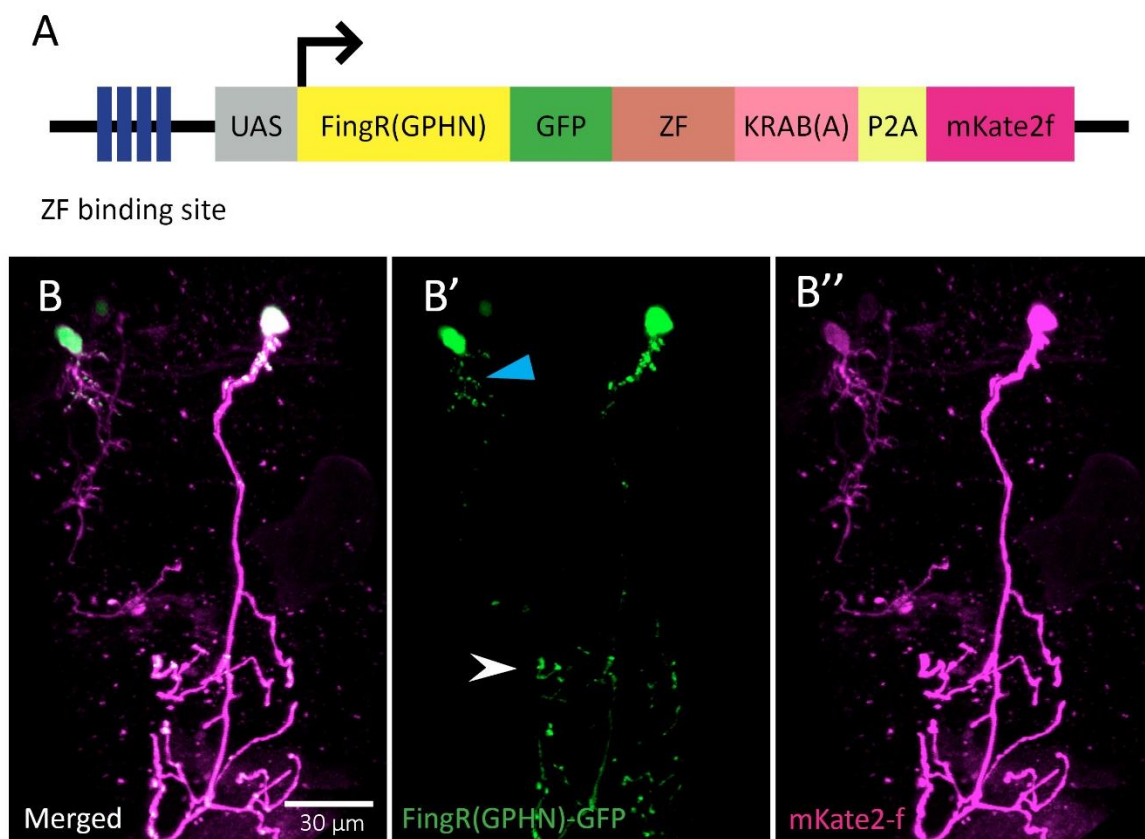 A
UAS FingR(GPHN) GFP ZF KRAB(A) P2A mKate2f
ZF binding site
B B' B''
Merged 30 µm FingR(GPHN)-GFP mKate2-f